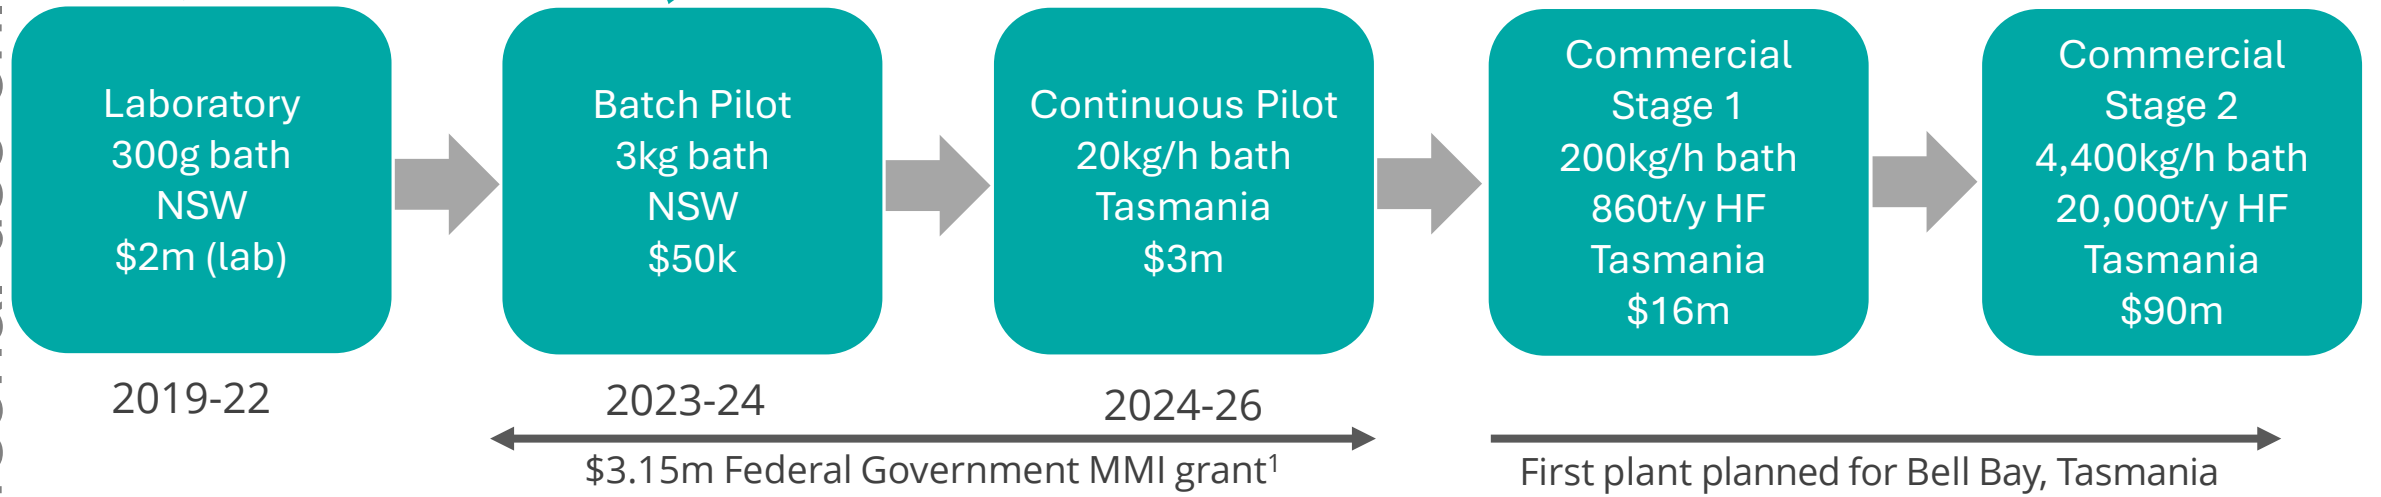 Laboratory
300g bath
NSW
$2m (lab)
Batch Pilot
3kg bath
NSW
$50k
Continuous Pilot
20kg/h bath
Tasmania
$3m
Commercial
Stage 1
200kg/h bath
860t/y HF
Tasmania
$16m
Commercial
Stage 2
4,400kg/h bath
20,000t/y HF
Tasmania
$90m
2019-22
2023-24
2024-26
$3.15m Federal Government MMI grant¹
First plant planned for Bell Bay, Tasmania